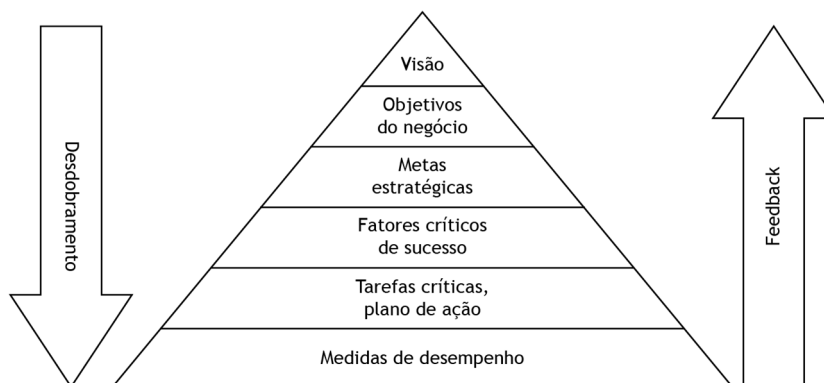 Visão
Objetivos
do negócio
Metas
estratégicas
Fatores críticos
de sucesso
Tarefas críticas,
plano de ação
Medidas de desempenho
Desdobramento
Feedback